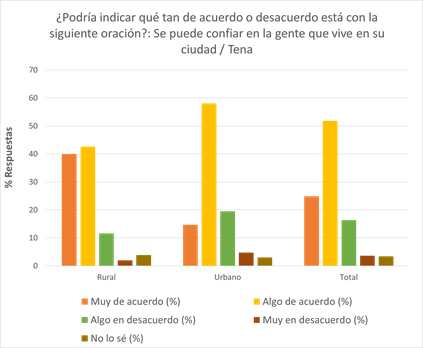 ¿Podría indicar qué tan de acuerdo o desacuerdo está con la
siguiente oración?: Se puede confiar en la gente que vive en su
ciudad / Tena
70
60
50
40
30
20
10
0
% Respuestas
Rural
Urbano
Total
Muy de acuerdo (%)
Algo de acuerdo (%)
Algo en desacuerdo (%)
Muy en desacuerdo (%)
No lo sé (%)